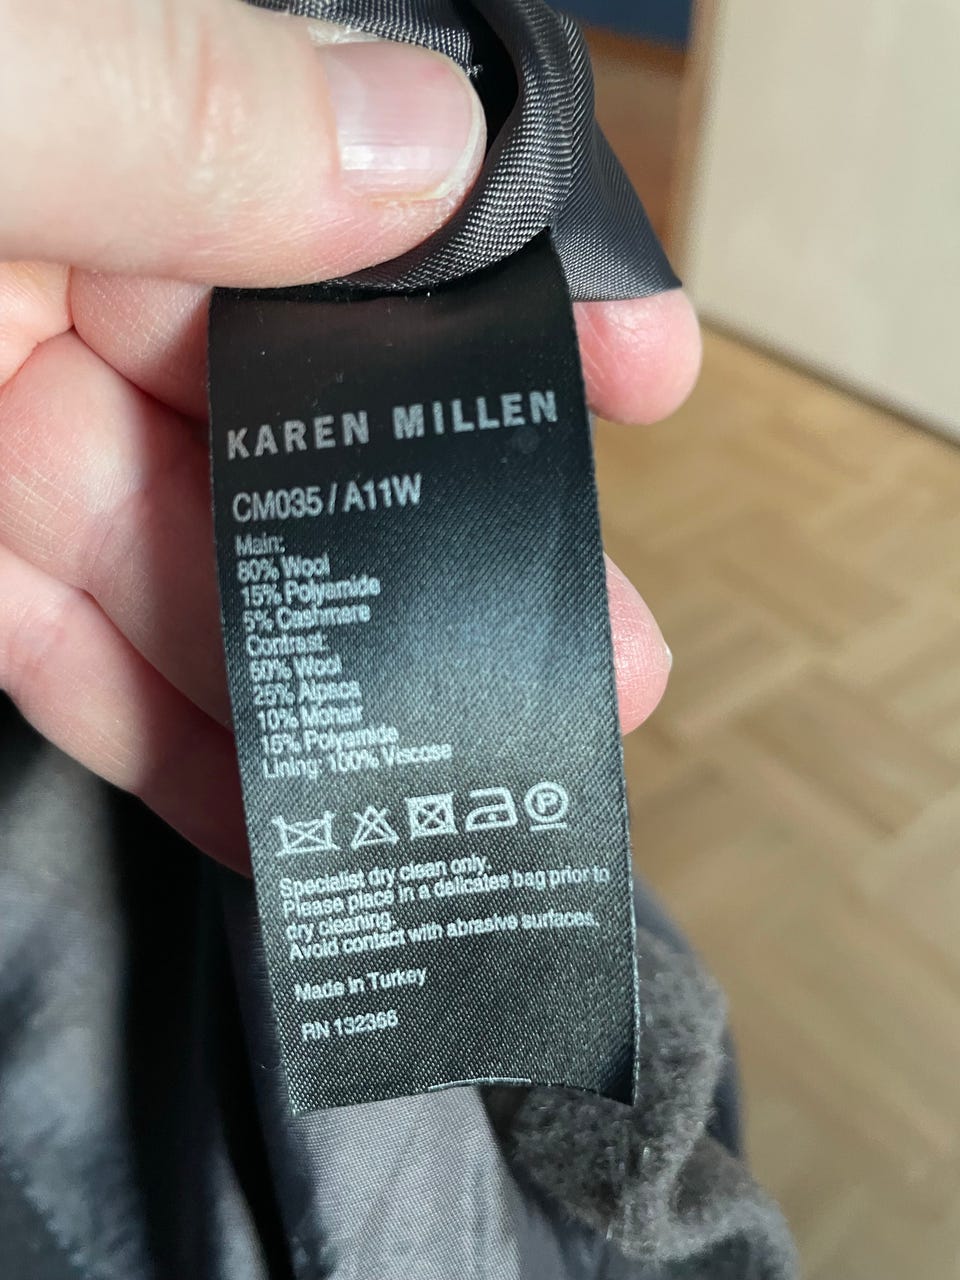 KAREN MILLEN
CM035 / A11W
Main:
80% Wool
15% Polyamide
5% Cashmere
Contrast:
50% Wool
25% Alpaca
10% Mohair
15% Polyamide
Lining: 100% Viscose
P
Specialist dry clean only.
Please place in a delicates bag prior to
dry cleaning.
Avoid contact with abrasive surfaces.
Made in Turkey
RN 132366